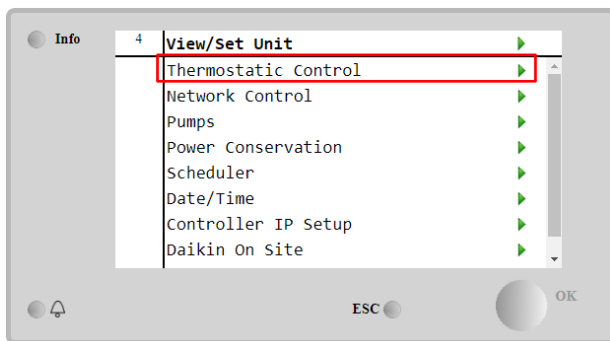 Info
4 View/Set Unit
Thermostatic Control
Network Control
Pumps
Power Conservation
Scheduler
Date/Time
Controller IP Setup
Daikin On Site
ESC
OK